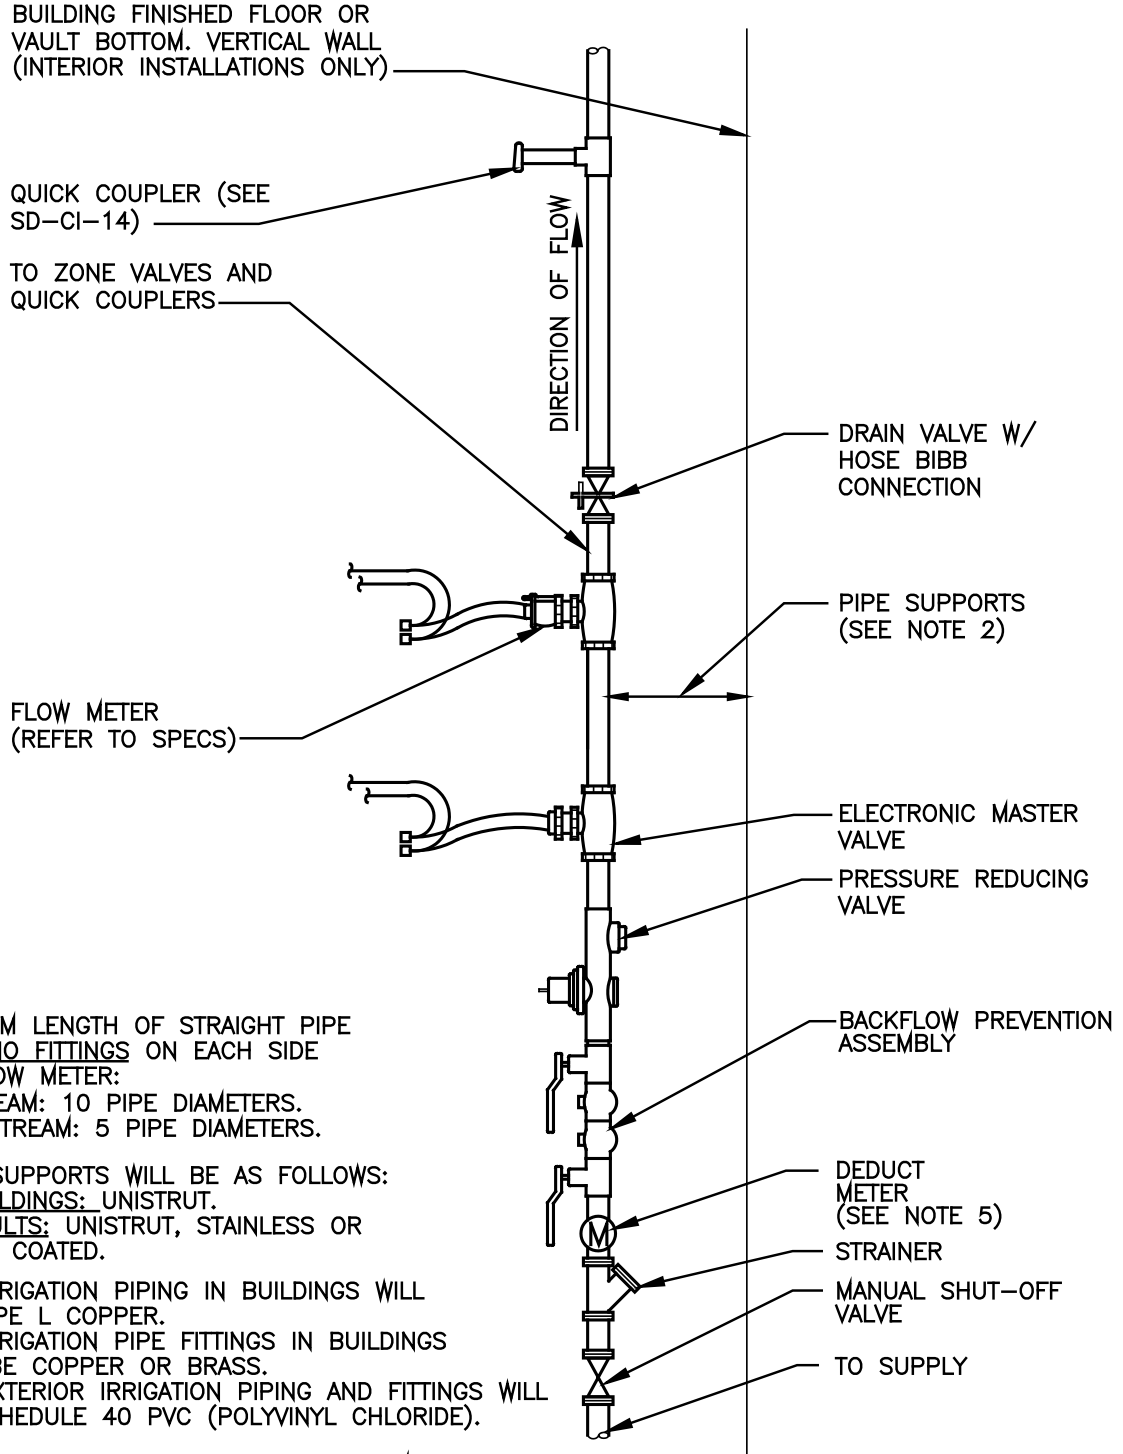 BUILDING FINISHED FLOOR OR
VAULT BOTTOM. VERTICAL WALL
(INTERIOR INSTALLATIONS ONLY)
QUICK COUPLER (SEE
SD-CI-14)
TO ZONE VALVES AND
QUICK COUPLERS
DIRECTION OF FLOW
DRAIN VALVE W/
HOSE BIBB
CONNECTION
PIPE SUPPORTS
(SEE NOTE 2)
FLOW METER
(REFER TO SPECS)
ELECTRONIC MASTER
VALVE
PRESSURE REDUCING
VALVE
BACKFLOW PREVENTION
ASSEMBLY
DEDUCT
METER
(SEE NOTE 5)
M
STRAINER
MANUAL SHUT-OFF
VALVE
TO SUPPLY
M LENGTH OF STRAIGHT PIPE
FITTINGS ON EACH SIDE
METER:
EAM: 10 PIPE DIAMETERS.
TREAM: 5 PIPE DIAMETERS.
SUPPORTS WILL BE AS FOLLOWS:
LDINGS: UNISTRUT.
ULTS: UNISTRUT, STAINLESS OR
COATED.
RIGATION PIPING IN BUILDINGS WILL
PE L COPPER.
RIGATION PIPE FITTINGS IN BUILDINGS
BE COPPER OR BRASS.
XTERIOR IRRIGATION PIPING AND FITTINGS WILL
HEDULE 40 PVC (POLYVINYL CHLORIDE).